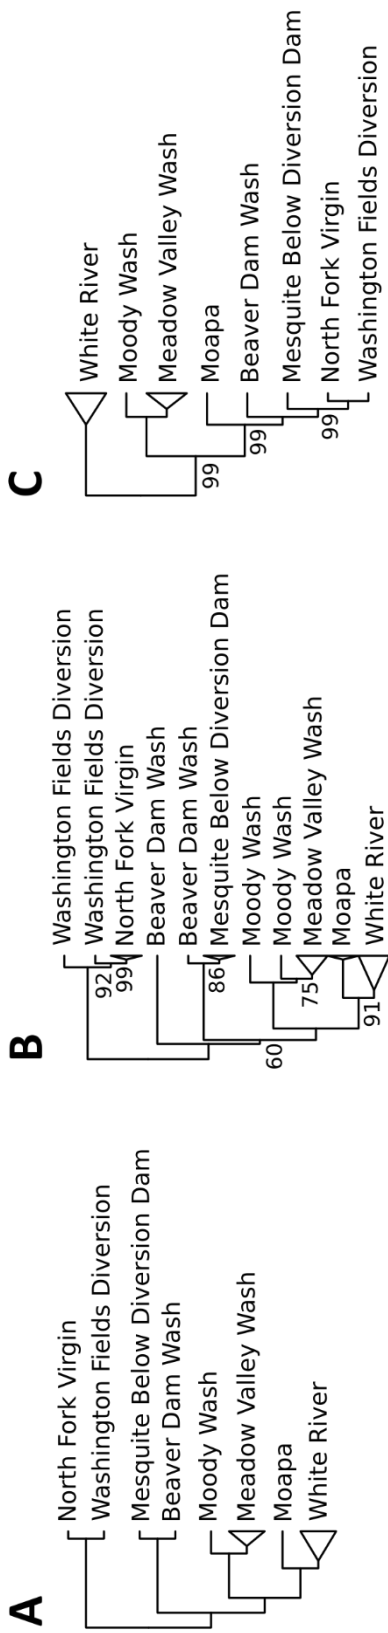 A
North Fork Virgin
Washington Fields Diversion
Mesquite Below Diversion Dam
Beaver Dam Wash
Moody Wash
Meadow Valley Wash
Moapa
White River
B
Washington Fields Diversion
Washington Fields Diversion
92
North Fork Virgin
99
Beaver Dam Wash
Beaver Dam Wash
Mesquite Below Diversion Dam
86
Moody Wash
60
Moody Wash
Meadow Valley Wash
75
Moapa
White River
91
C
White River
Moody Wash
Meadow Valley Wash
Moapa
99
Beaver Dam Wash
99
Mesquite Below Diversion Dam
North Fork Virgin
99
Washington Fields Diversion